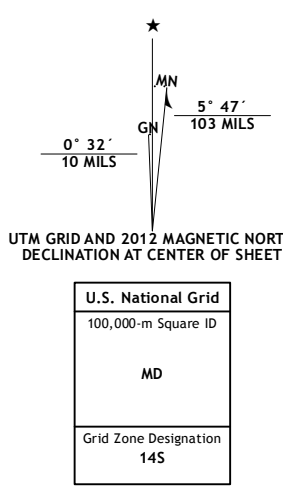 ★
MN
GN
5° 47´
103 MILS
0° 32´
10 MILS
UTM GRID AND 2012 MAGNETIC NORT
DECLINATION AT CENTER OF SHEET
U.S. National Grid
100,000-m Square ID
MD
Grid Zone Designation
14S